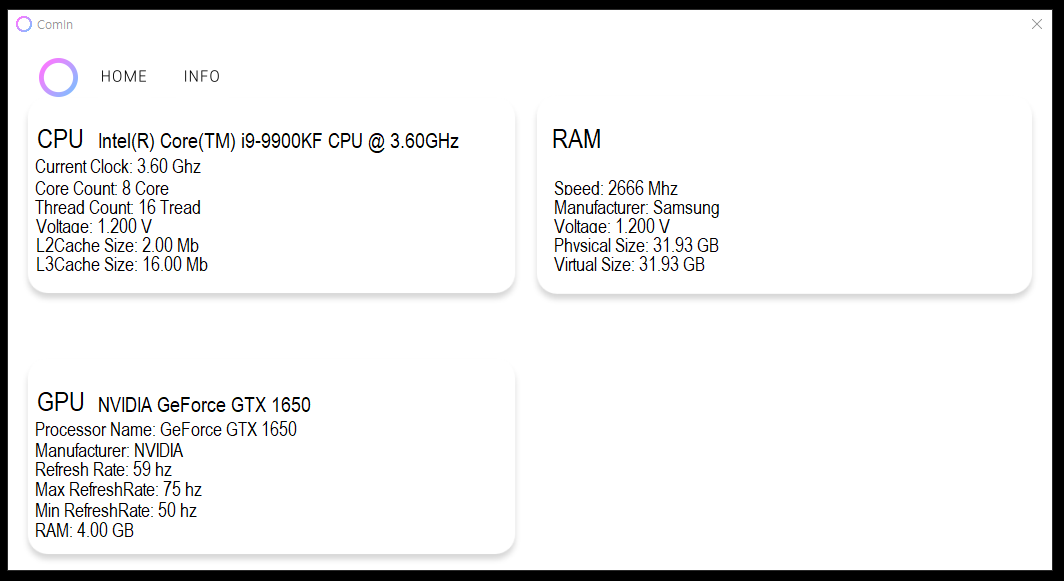 Comin
HOME INFO
CPU Intel(R) Core(TM) i9-9900KF CPU @ 3.60GHz
Current Clock: 3.60 Ghz
Core Count: 8 Core
Thread Count: 16 Tread
Voltage: 1.200 V
L2Cache Size: 2.00 Mb
L3Cache Size: 16.00 Mb
RAM
Speed: 2666 Mhz
Manufacturer: Samsung
Voltage: 1.200 V
Physical Size: 31.93 GB
Virtual Size: 31.93 GB
GPU NVIDIA GeForce GTX 1650
Processor Name: GeForce GTX 1650
Manufacturer: NVIDIA
Refresh Rate: 59 hz
Max RefreshRate: 75 hz
Min RefreshRate: 50 hz
RAM: 4.00 GB